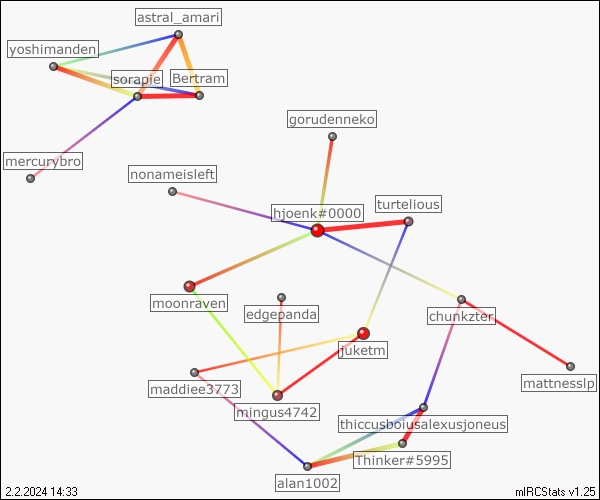 astral_amari
yoshimanden
sorapie
Bertram
gorudenneko
mercurybro
nonameisleft
turtelious
hjoenk#0000
moonraven
edgepanda
chunkzter
juketm
maddiee3773
mattnesslp
mingus4742
thiccusboiusalexusjoneus
Thinker#5995
alan1002
2.2.2024 14:33
mIRCStats v1.25